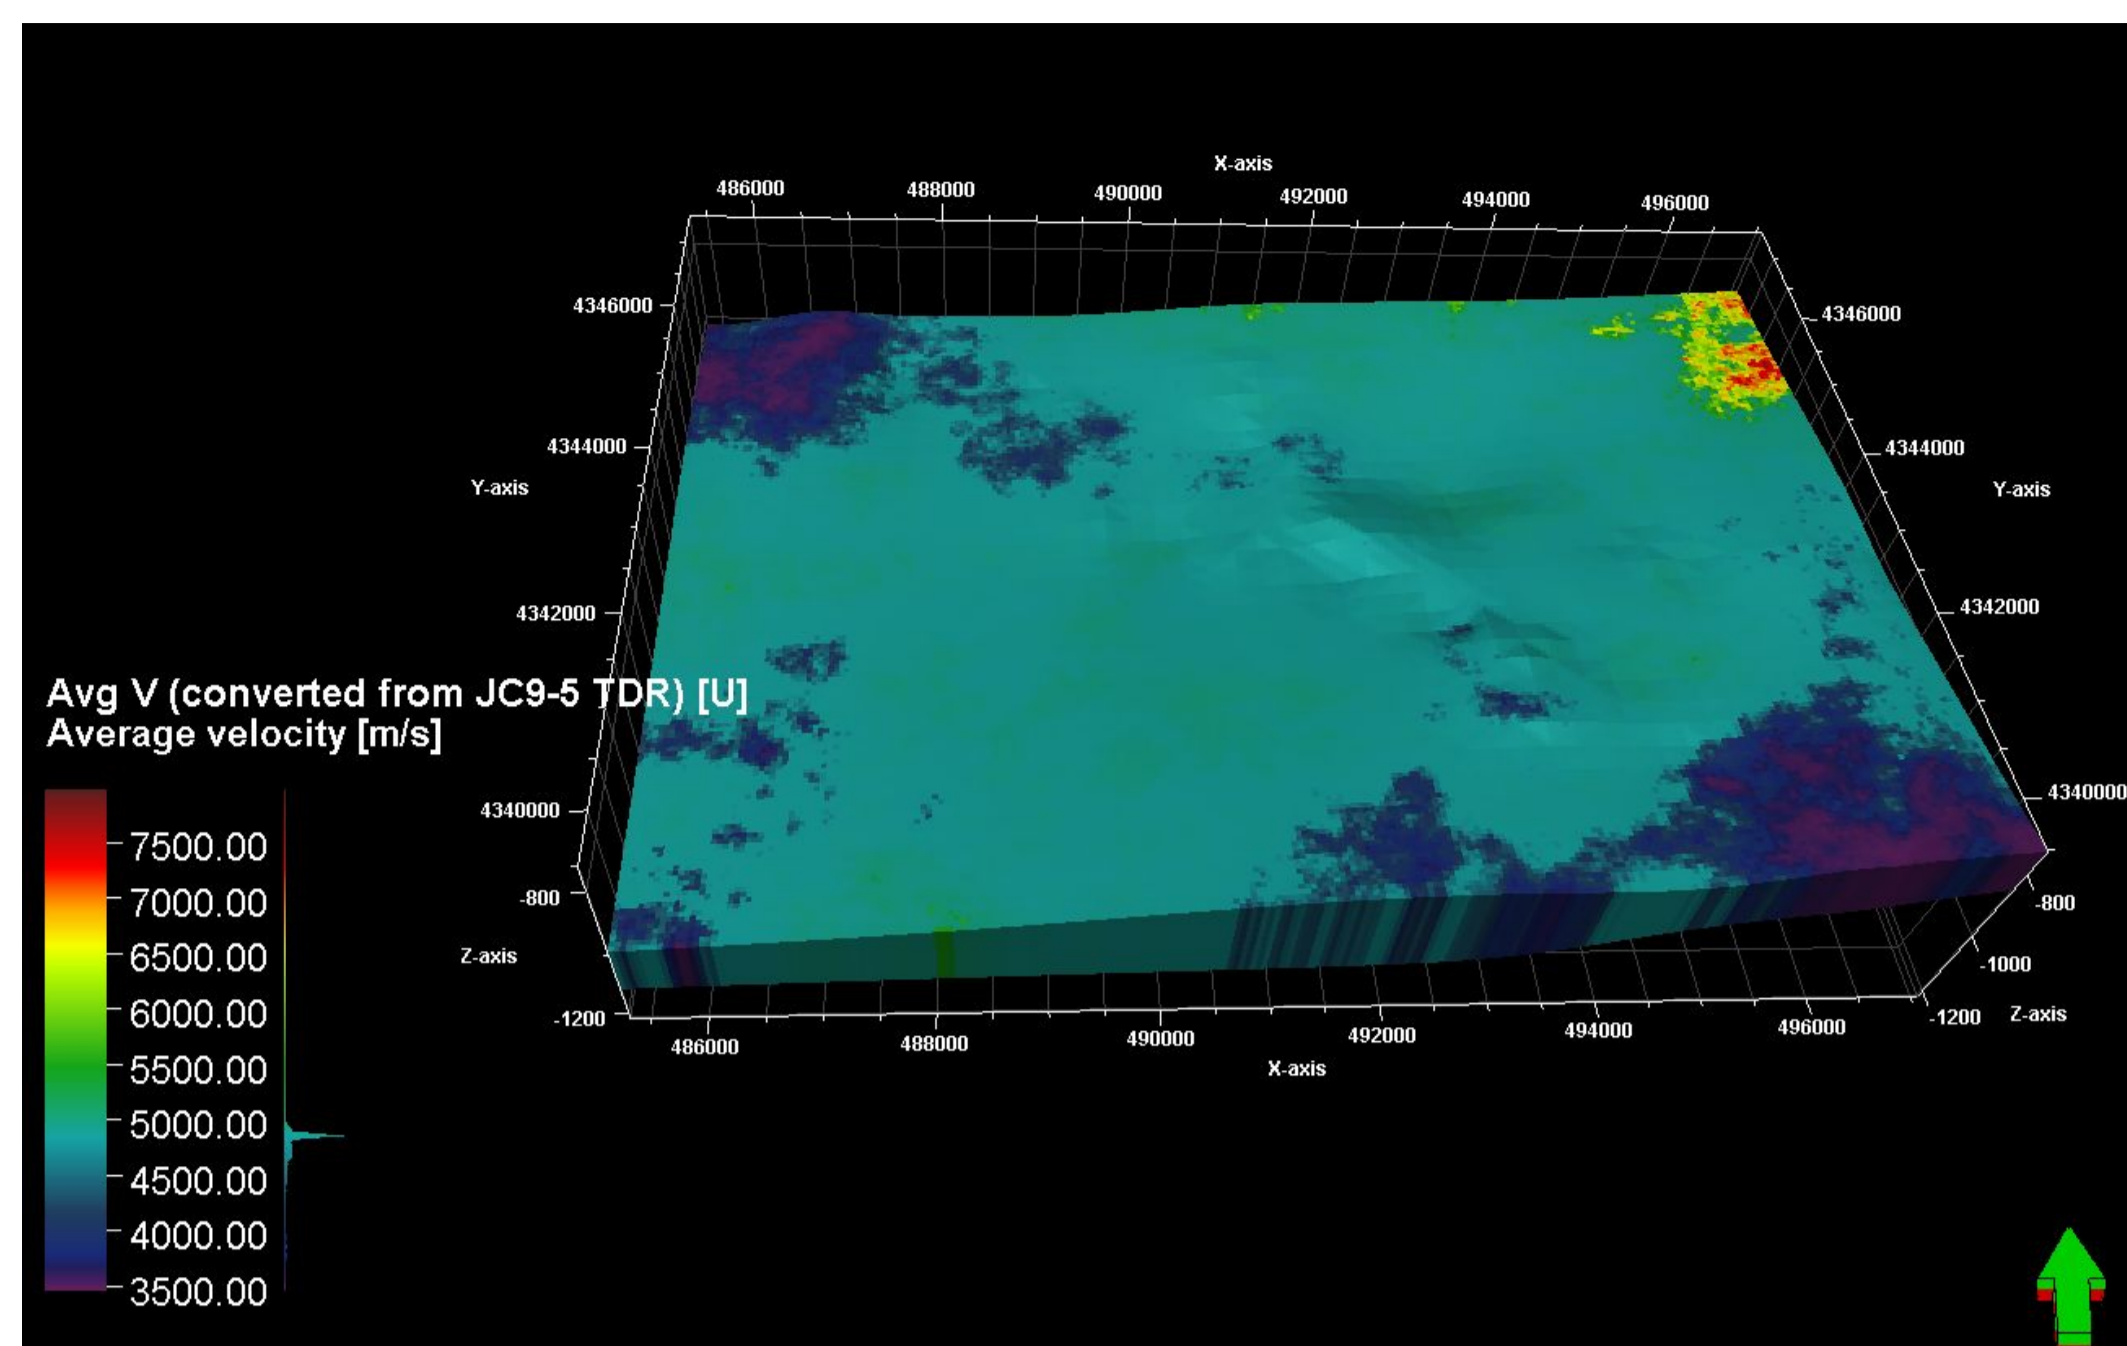 X-axis
486000 488000 490000 492000 494000 496000
4346000 4346000
4344000 4344000
Y-axis Y-axis
4342000 4342000
Avg V (converted from JC9-5 TDR) [U]
Average velocity [m/s]
4340000 4340000
-800 -800
Z-axis -1000
-1200 -1200 Z-axis
486000 488000 490000 492000 494000 496000
X-axis
7500.00
7000.00
6500.00
6000.00
5500.00
5000.00
4500.00
4000.00
3500.00